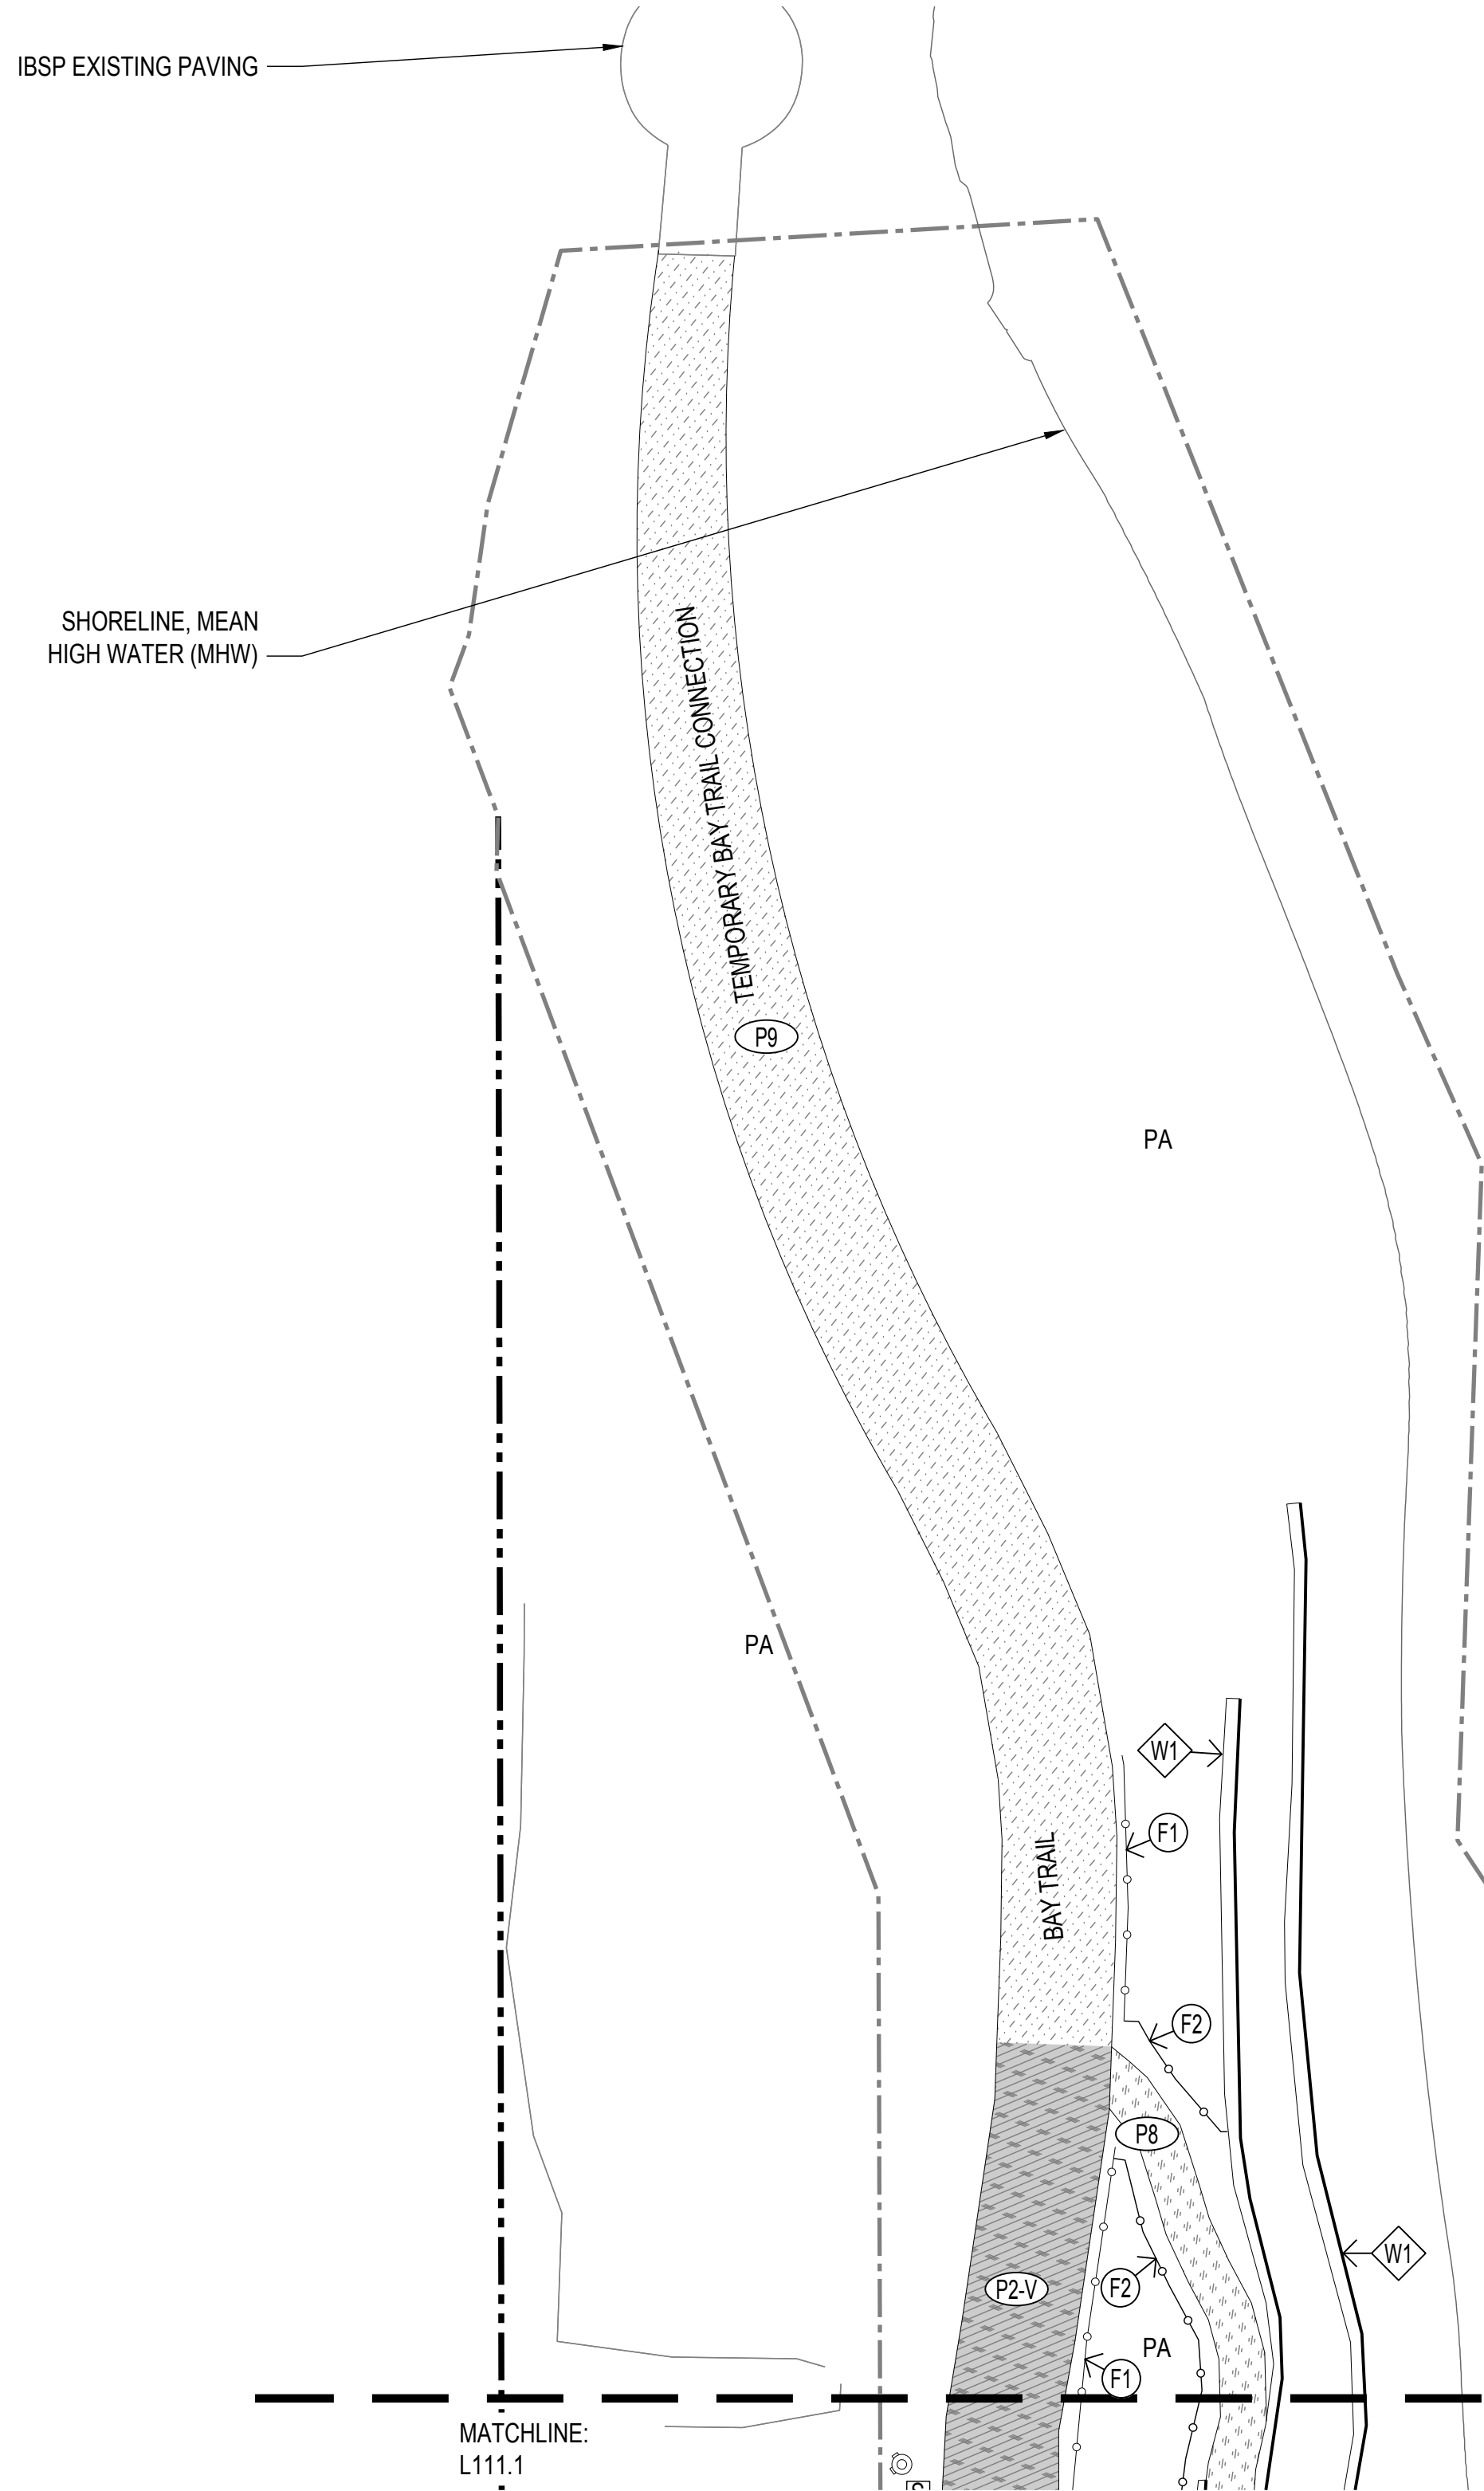 IBSP EXISTING PAVING
SHORELINE, MEAN
HIGH WATER (MHW)
TEMPORARY BAY TRAIL CONNECTION
P9
PA
PA
W1
F1
BAY TRAIL
F2
P8
W1
P2-V
F2
PA
F1
MATCHLINE:
L111.1